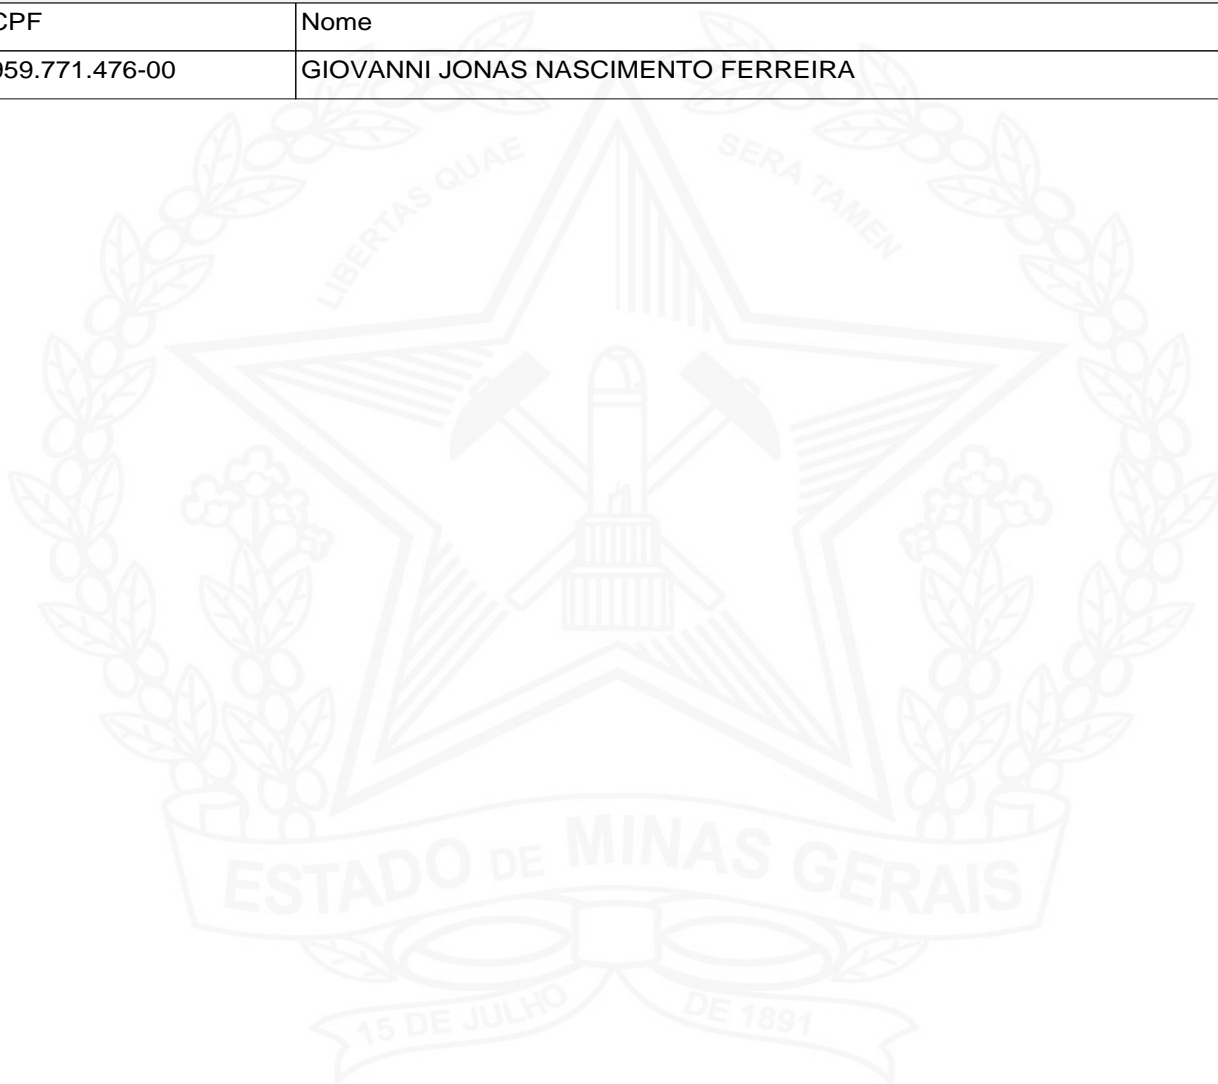 CPF Nome
959.771.476-00 GIOVANNI JONAS NASCIMENTO FERREIRA
LIBERTAS QUAE SERA TAMEN
ESTADO DE MINAS GERAIS
15 DE JULHO DE 1891